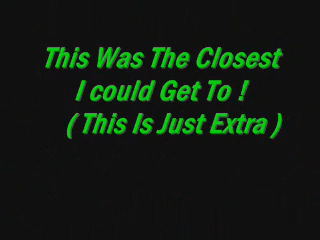 This Was The Closest
I could Get To !
( This Is Just Extra )